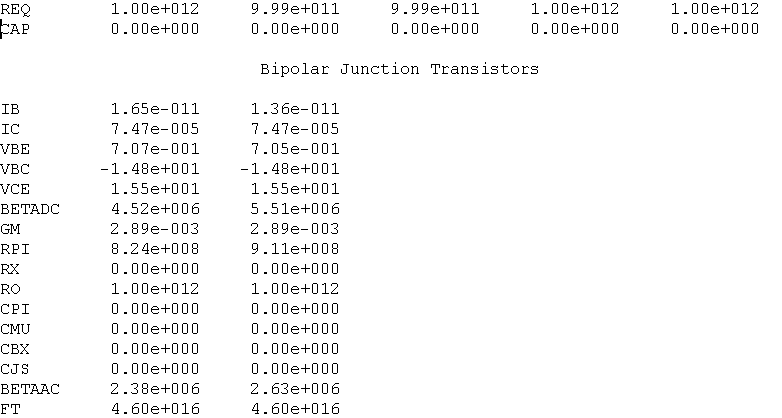 REQ 1.00e+012 9.99e+011 9.99e+011 1.00e+012 1.00e+012
CAP 0.00e+000 0.00e+000 0.00e+000 0.00e+000 0.00e+000
Bipolar Junction Transistors
IB 1.65e-011 1.36e-011
IC 7.47e-005 7.47e-005
VBE 7.07e-001 7.05e-001
VBC -1.48e+001 -1.48e+001
VCE 1.55e+001 1.55e+001
BETADC 4.52e+006 5.51e+006
GM 2.89e-003 2.89e-003
RPI 8.24e+008 9.11e+008
RX 0.00e+000 0.00e+000
RO 1.00e+012 1.00e+012
CPI 0.00e+000 0.00e+000
CMU 0.00e+000 0.00e+000
CBX 0.00e+000 0.00e+000
CJS 0.00e+000 0.00e+000
BETAAC 2.38e+006 2.63e+006
FT 4.60e+016 4.60e+016